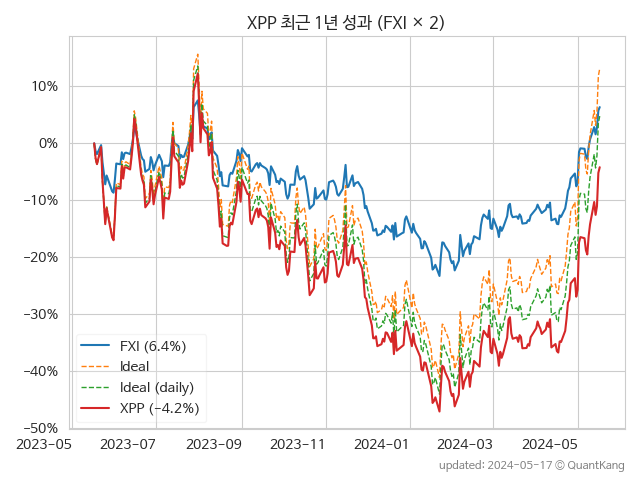 XPP 최근 1년 성과 (FXI × 2)
10%
0%
−10%
−20%
−30%
−40%
−50%
FXI (6.4%)
Ideal
Ideal (daily)
XPP (−4.2%)
2023−05
2023−07
2023−09
2023−11
2024−01
2024−03
2024−05
updated: 2024−05−17 © QuantKang